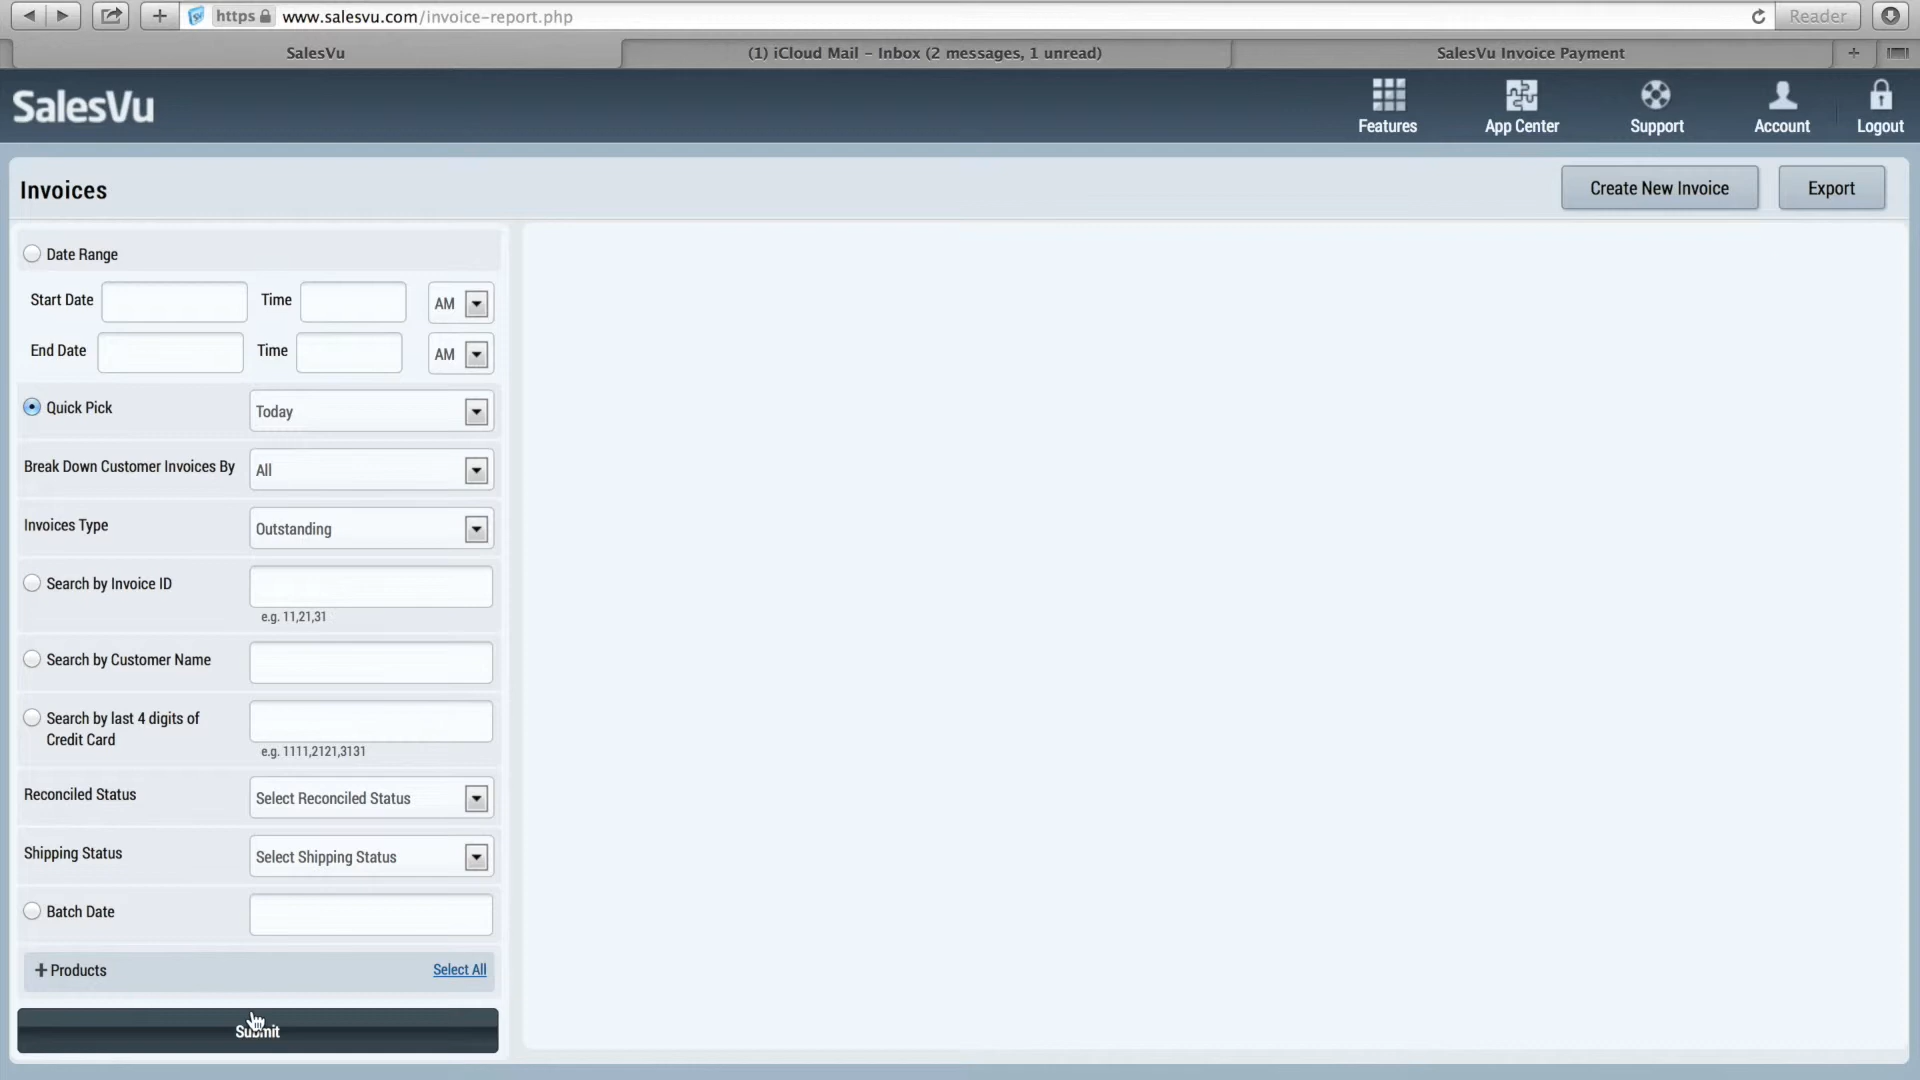 https www.salesvu.com/invoice-report.php Reader
SalesVu (1) iCloud Mail – Inbox (2 messages, 1 unread) SalesVu Invoice Payment
SalesVu Features App Center Support Account Logout
Invoices Create New Invoice Export
Date Range
Start Date Time AM
End Date Time AM
Quick Pick Today
Break Down Customer Invoices By All
Invoices Type Outstanding
Search by Invoice ID
e.g. 11,21,31
Search by Customer Name
Search by last 4 digits of
Credit Card
e.g. 1111,2121,3131
Reconciled Status Select Reconciled Status
Shipping Status Select Shipping Status
Batch Date
+ Products Select All
Submit